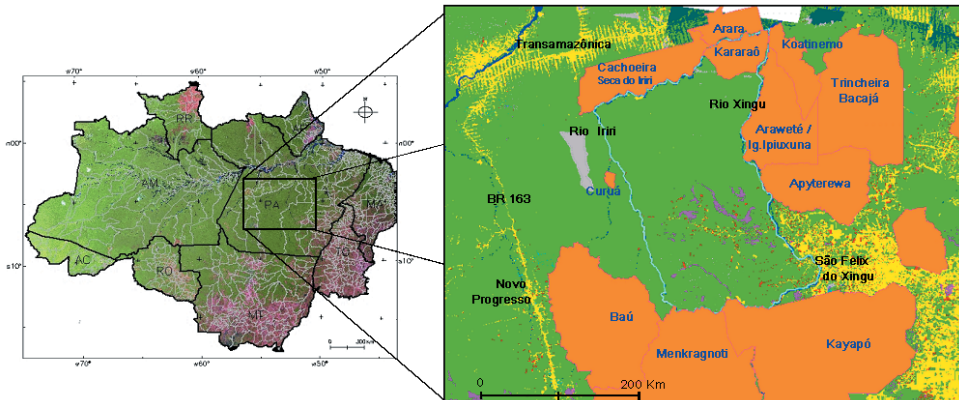 w70° w60° w50°
N
RR
n00° n00°
AM
PA
MA
AC
RO
s10° s10°
MT
w70° w60° w50°
Arara
Transamazônica
Kararaô
Koatinemo
Cachoeira
Seca do Iriri
Trincheira
Bacajá
Rio Xingu
Rio Iriri
Araweté /
Ig.Ipiuxuna
Curuá
Apyterewa
BR 163
São Félix
do Xingu
Novo
Progresso
Baú
Kayapó
Menkragnoti
0 200 Km